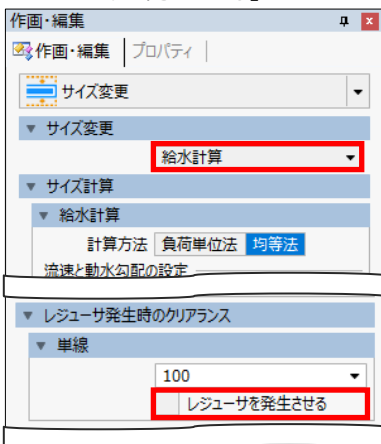 作画・編集
作画・編集 プロパティ
サイズ変更
サイズ変更
給水計算
サイズ計算
給水計算
計算方法 負荷単位法 均等法
流速と動水勾配の設定
レジューサ発生時のクリアランス
単線
100
レジューサを発生させる